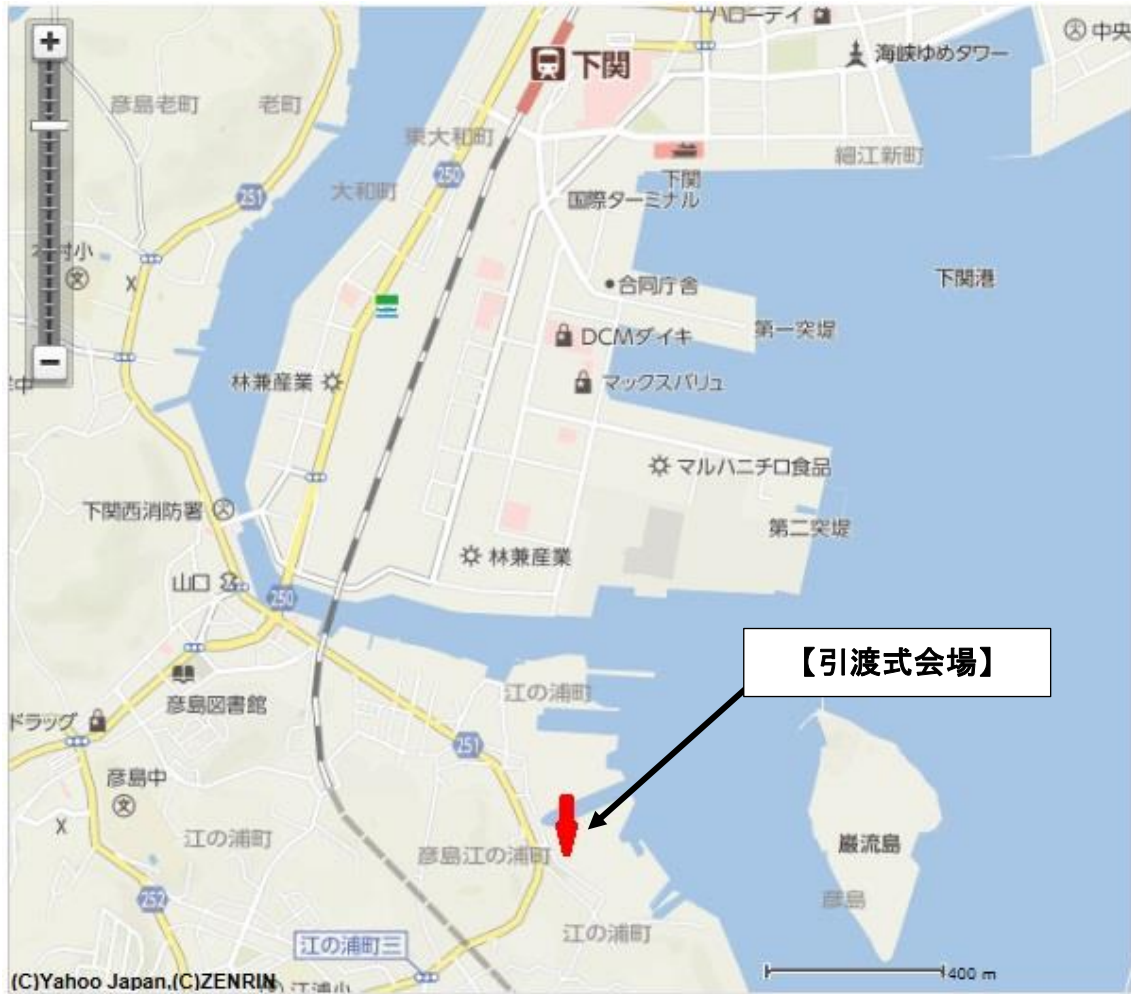 ハローデイ
中央
海峡ゆめタワー
下関
彦島老町
老町
東大和町
細江新町
250
下関
国際ターミナル
251
大和町
合同庁舎
下関港
DCMダイキ
第一突堤
林兼産業
マックスバリュ
マルハニチロ食品
下関西消防署
第二突堤
林兼産業
山口
250
【引渡式会場】
江の浦町
彦島図書館
ドラッグ
251
彦島中
江の浦町
彦島江の浦町
巌流島
252
彦島
江の浦町
江の浦町三
400 m
(C)Yahoo Japan,(C)ZENRIN
江浦小